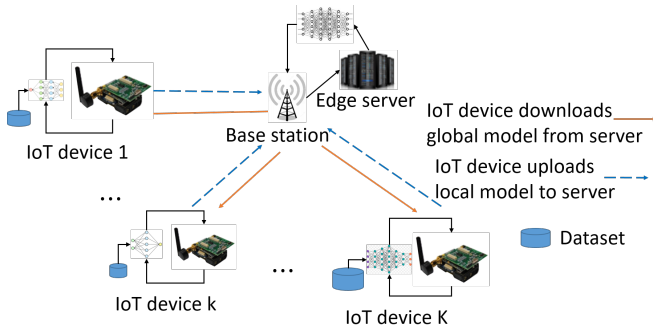 Edge server
Base station
IoT device 1
IoT device downloads
global model from server
IoT device uploads
local model to server
...
Dataset
...
IoT device k
IoT device K